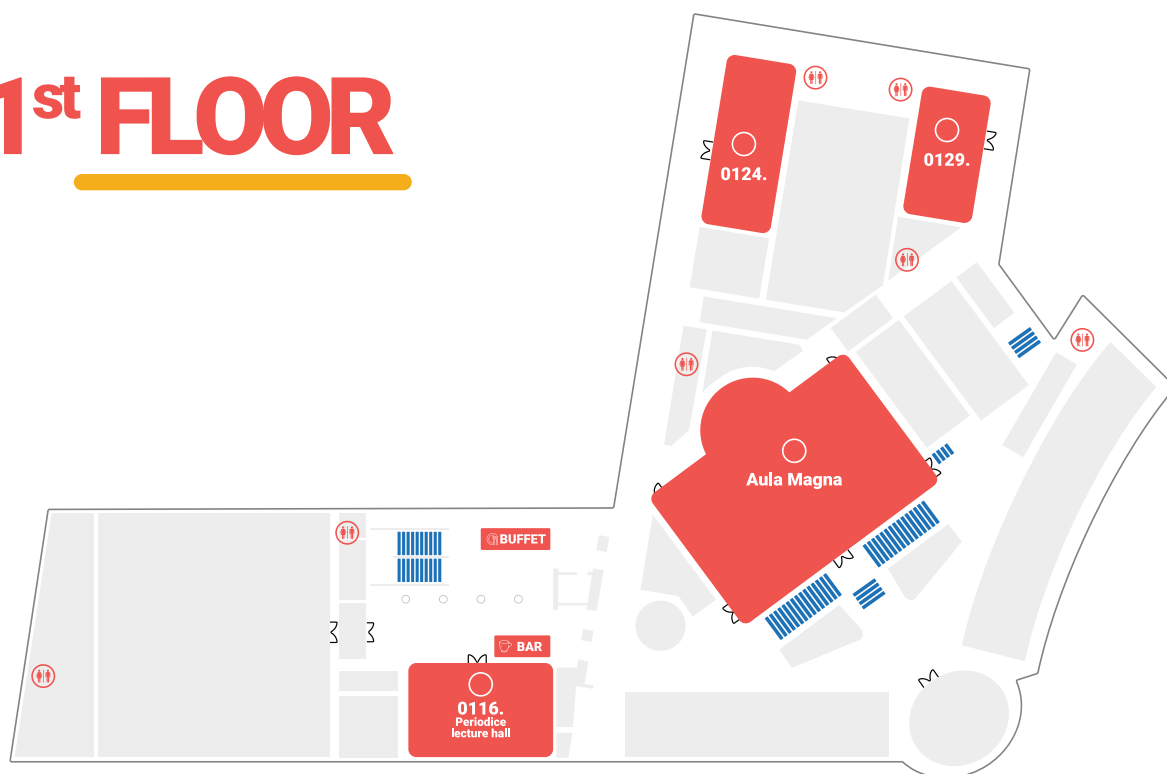 1st FLOOR
0124.
0129.
Aula Magna
BUFFET
BAR
0116.
Periodice
lecture hall